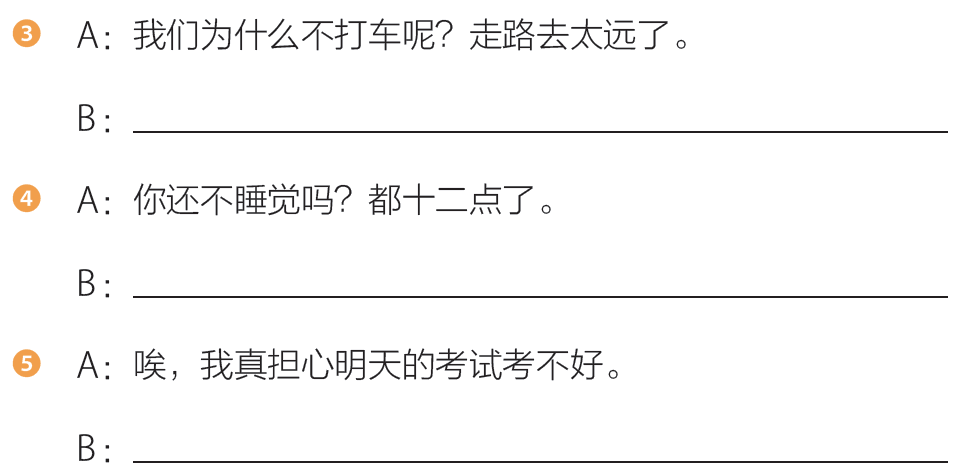 3 A：我们为什么不打车呢？走路去太远了。
B：
4 A：你还不睡觉吗？都十二点了。
B：
5 A：唉，我真担心明天的考试考不好。
B：